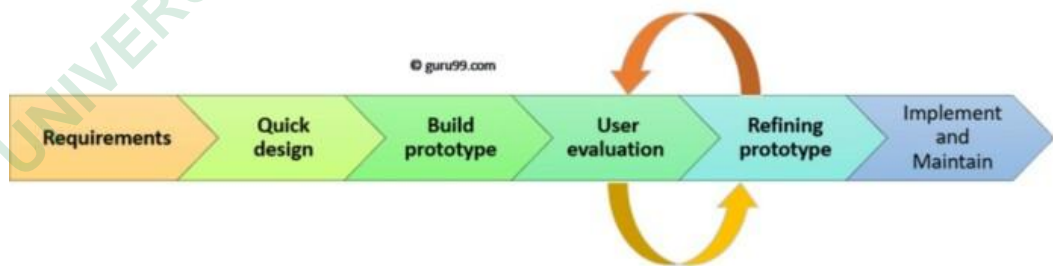 © guru99.com
Requirements
Quick
design
Build
prototype
User
evaluation
Refining
prototype
Implement
and
Maintain